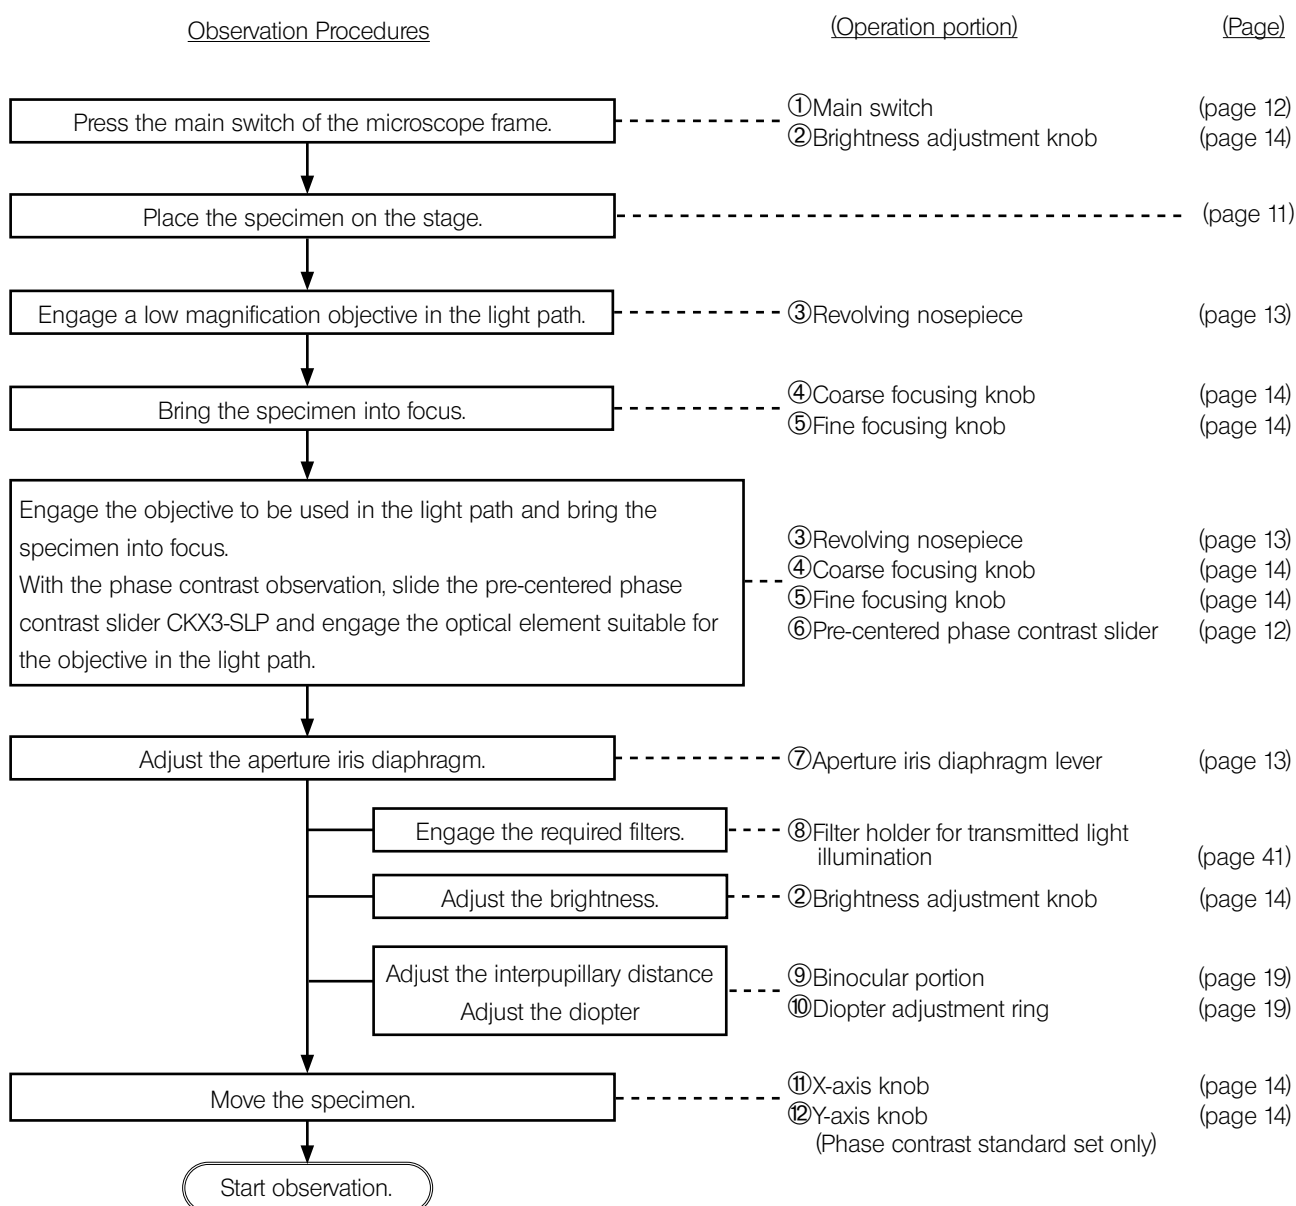 Observation Procedures (Operation portion) (Page)
Press the main switch of the microscope frame.
①Main switch (page 12)
②Brightness adjustment knob (page 14)
Place the specimen on the stage. (page 11)
Engage a low magnification objective in the light path. ③Revolving nosepiece (page 13)
Bring the specimen into focus.
④Coarse focusing knob (page 14)
⑤Fine focusing knob (page 14)
Engage the objective to be used in the light path and bring the
specimen into focus.
With the phase contrast observation, slide the pre-centered phase
contrast slider CKX3-SLP and engage the optical element suitable for
the objective in the light path.
③Revolving nosepiece (page 13)
④Coarse focusing knob (page 14)
⑤Fine focusing knob (page 14)
⑥Pre-centered phase contrast slider (page 12)
Adjust the aperture iris diaphragm. ⑦Aperture iris diaphragm lever (page 13)
Engage the required filters. ⑧Filter holder for transmitted light
illumination (page 41)
Adjust the brightness. ②Brightness adjustment knob (page 14)
Adjust the interpupillary distance
Adjust the diopter
⑨Binocular portion (page 19)
⑩Diopter adjustment ring (page 19)
Move the specimen.
⑪X-axis knob (page 14)
⑫Y-axis knob (page 14)
(Phase contrast standard set only)
Start observation.